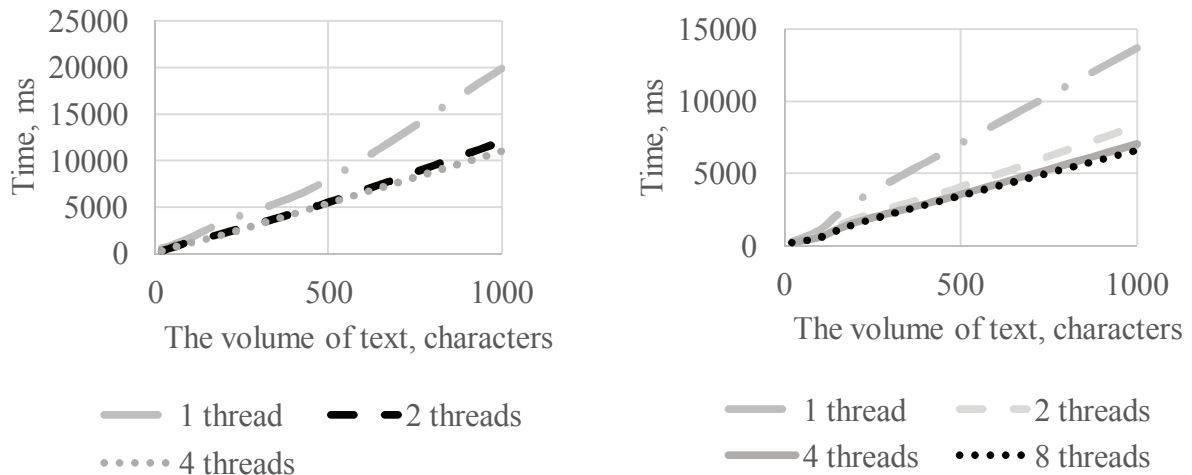 25000
20000
15000
10000
5000
0
Time, ms
0 500 1000
The volume of text, characters
1 thread 2 threads
4 threads
15000
10000
5000
0
Time, ms
0 500 1000
The volume of text, characters
1 thread 2 threads
4 threads 8 threads